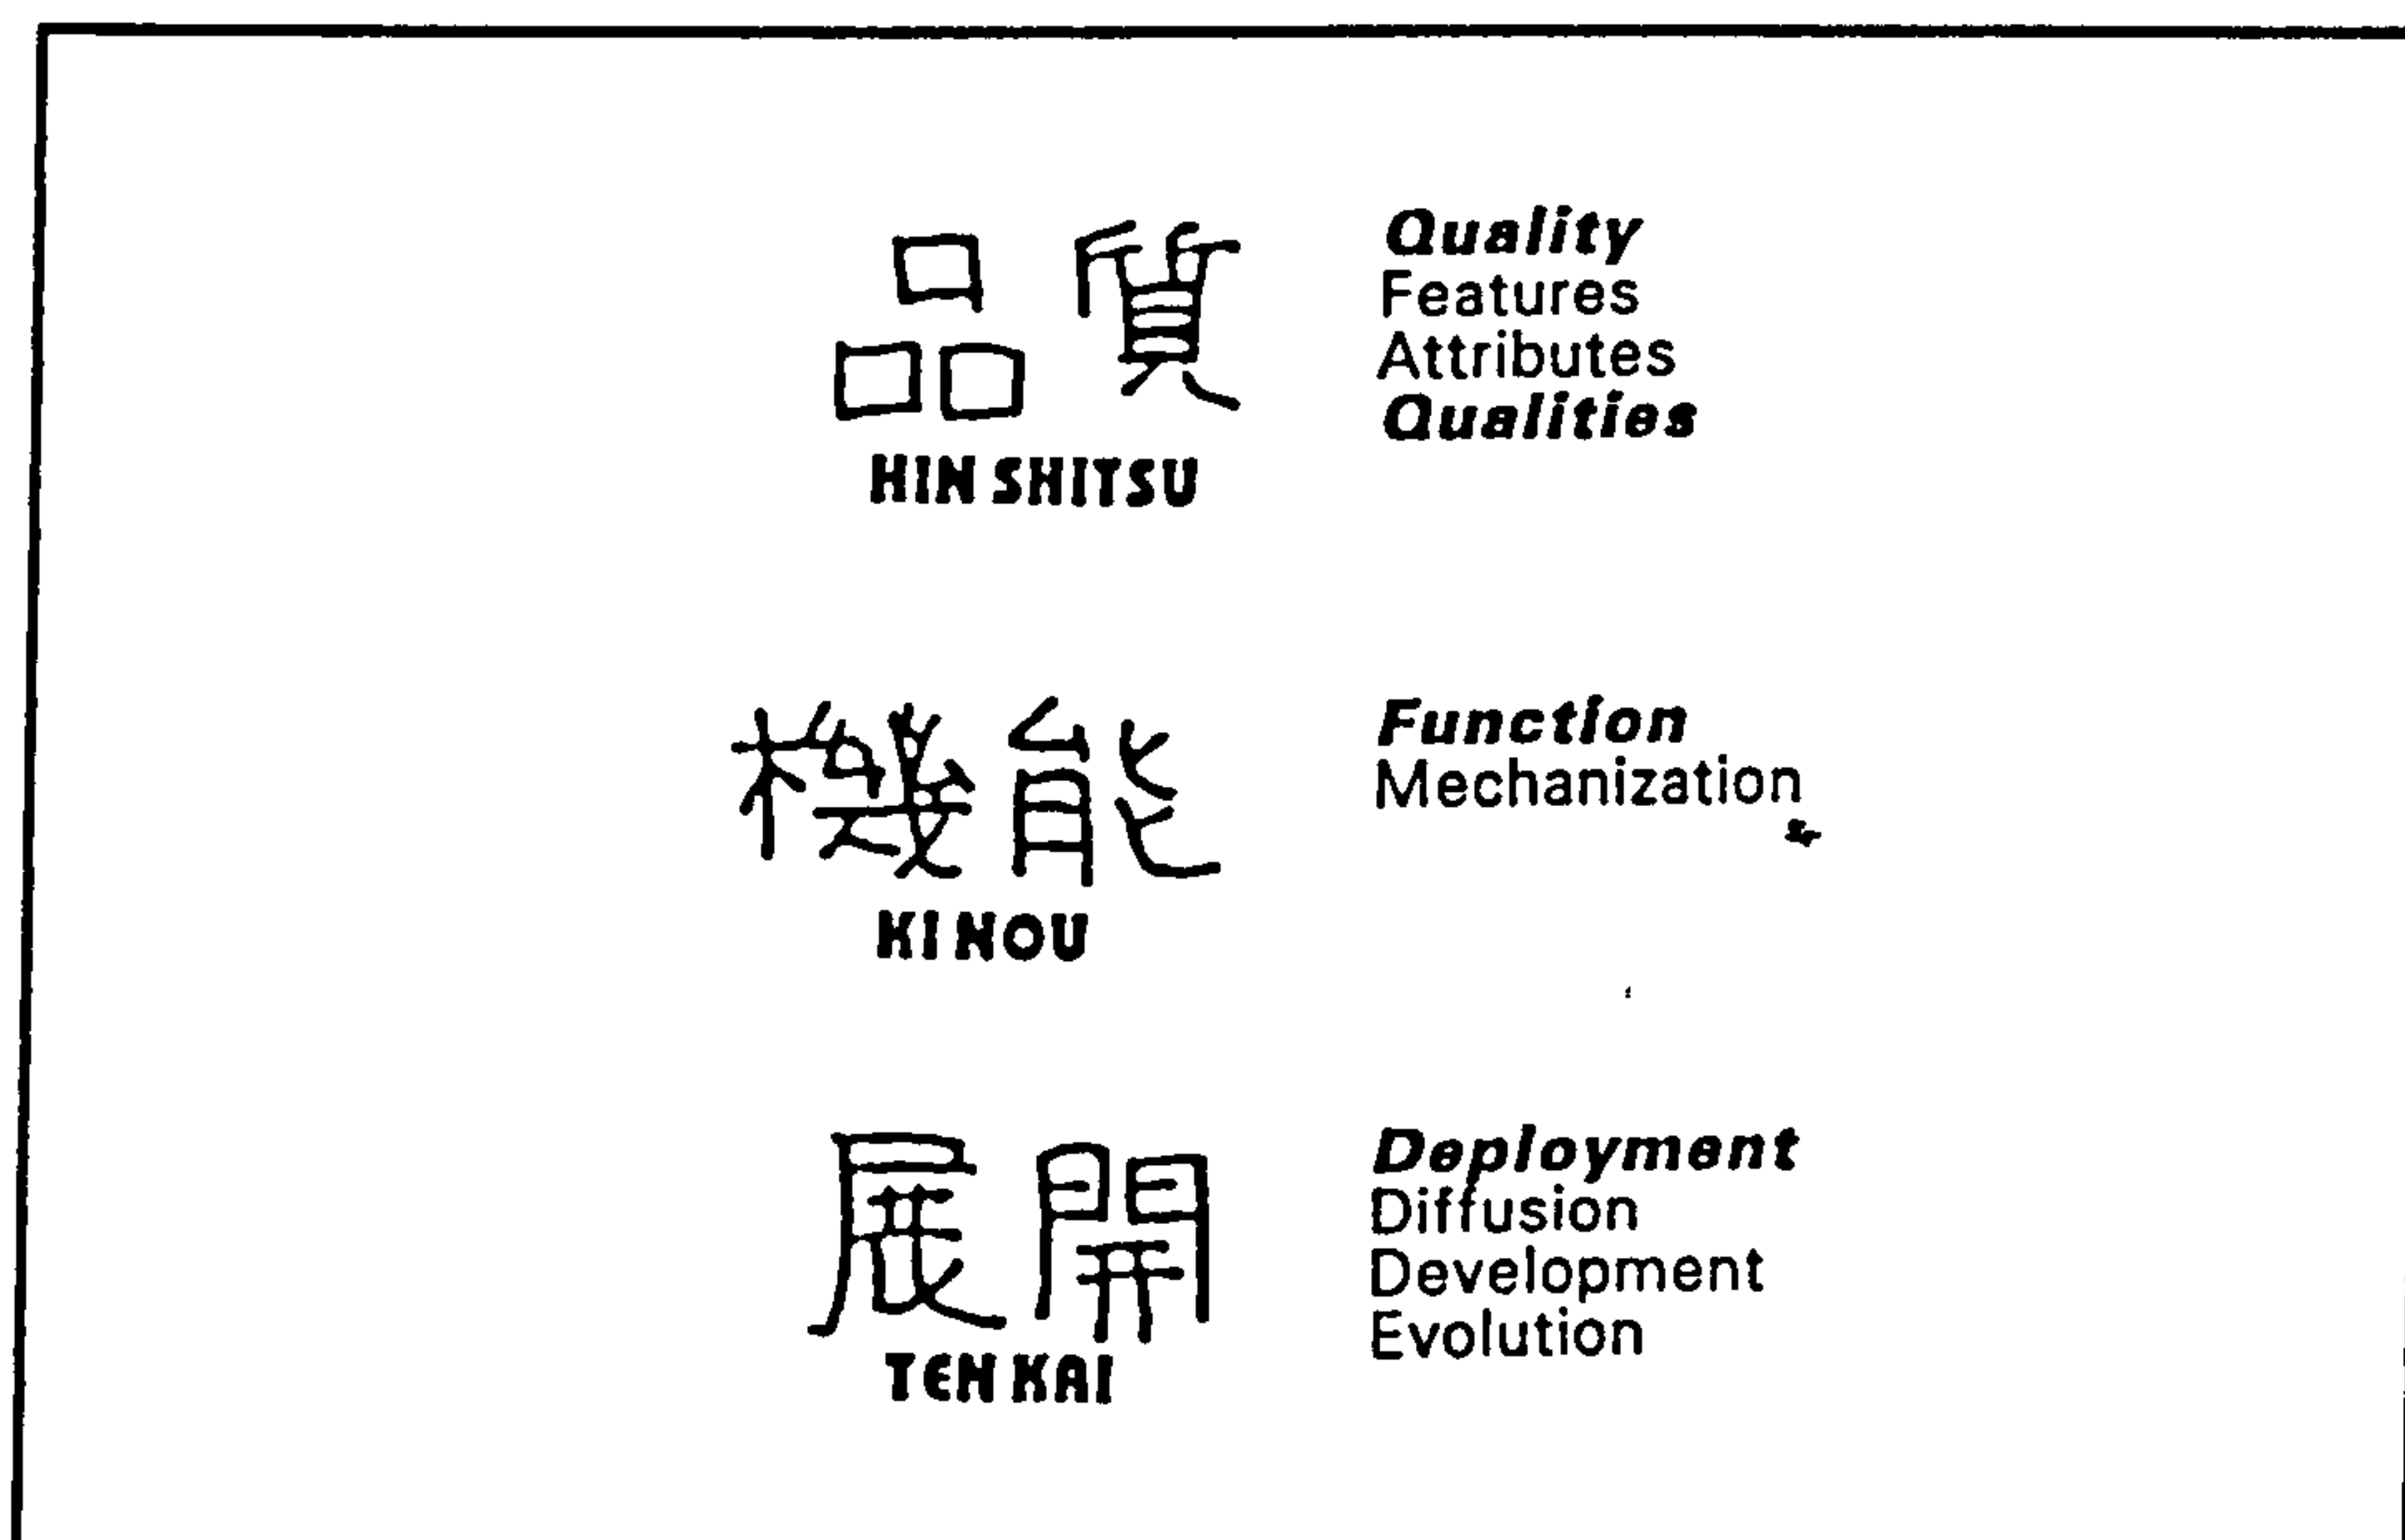 品質
HIN SHITSU
Quality
Features
Attributes
Qualities
機能
KI NOU
Function
Mechanization
展開
TEN KAI
Deployment
Diffusion
Development
Evolution